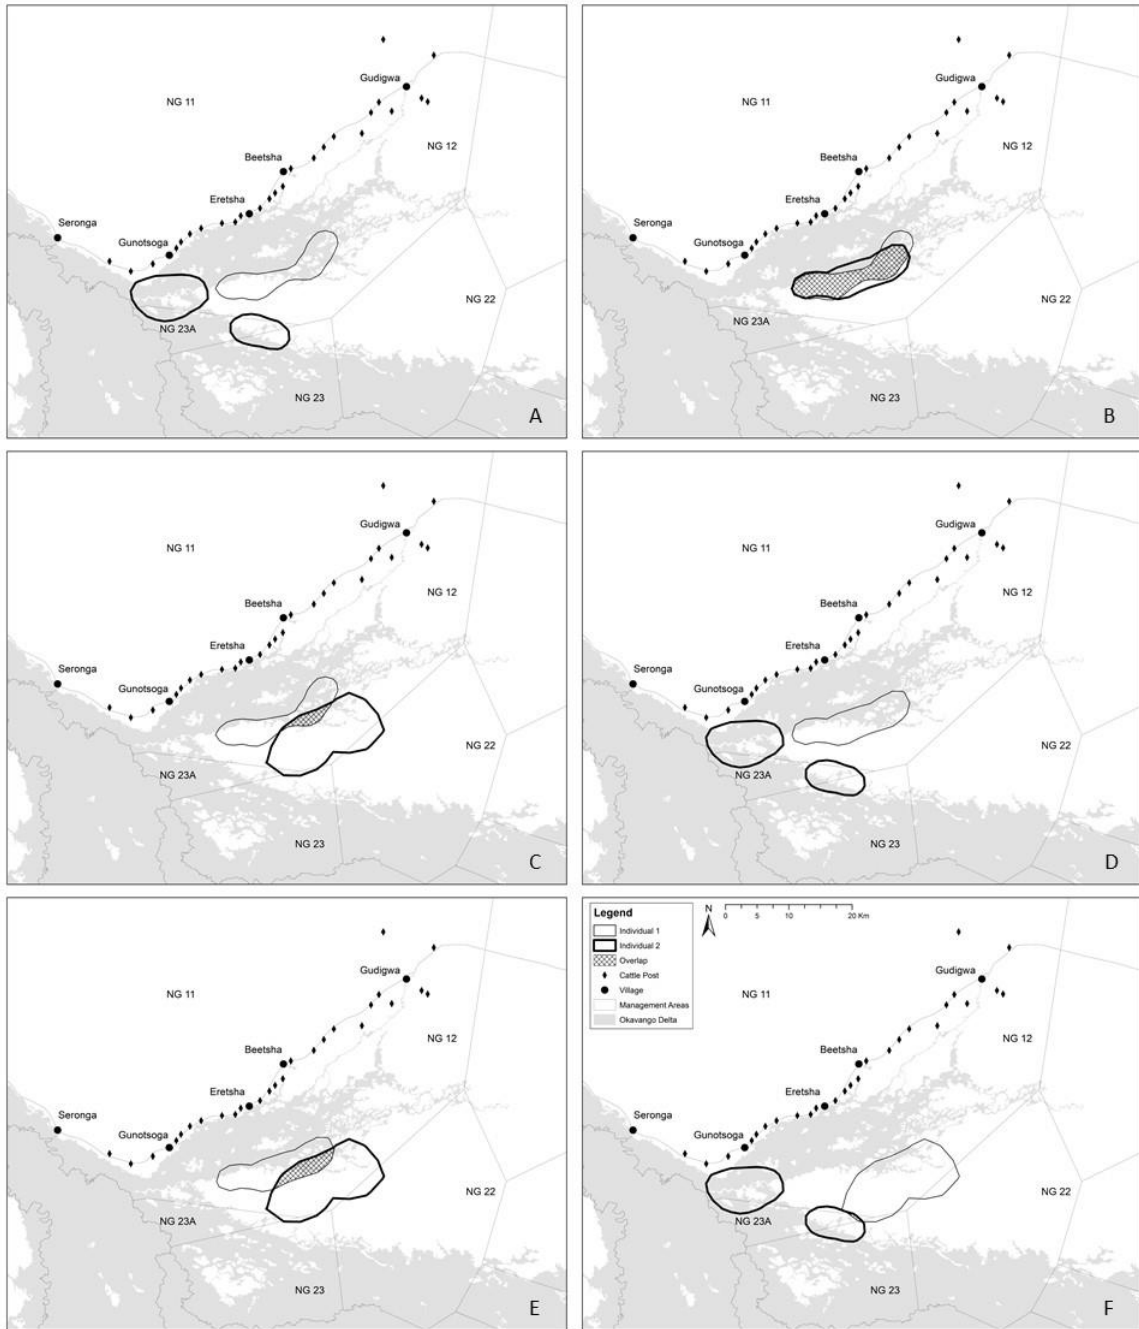 Gudigwa
NG 11
NG 12
Beetsha
Eretsha
Seronga
Gunotsoga
NG 22
NG 23A
NG 23
A
Gudigwa
NG 11
NG 12
Beetsha
Eretsha
Seronga
Gunotsoga
NG 22
NG 23A
NG 23
B
Gudigwa
NG 11
NG 12
Beetsha
Eretsha
Seronga
Gunotsoga
NG 22
NG 23A
NG 23
C
Gudigwa
NG 11
NG 12
Beetsha
Eretsha
Seronga
Gunotsoga
NG 22
NG 23A
NG 23
D
Gudigwa
NG 11
NG 12
Beetsha
Eretsha
Seronga
Gunotsoga
NG 22
NG 23A
NG 23
E
Legend
Individual 1
Individual 2
Overlap
Cattle Post
Village
Management Areas
Okavango Delta
N
0 5 10 20 Km
Gudigwa
NG 11
NG 12
Beetsha
Eretsha
Seronga
Gunotsoga
NG 22
NG 23A
NG 23
F